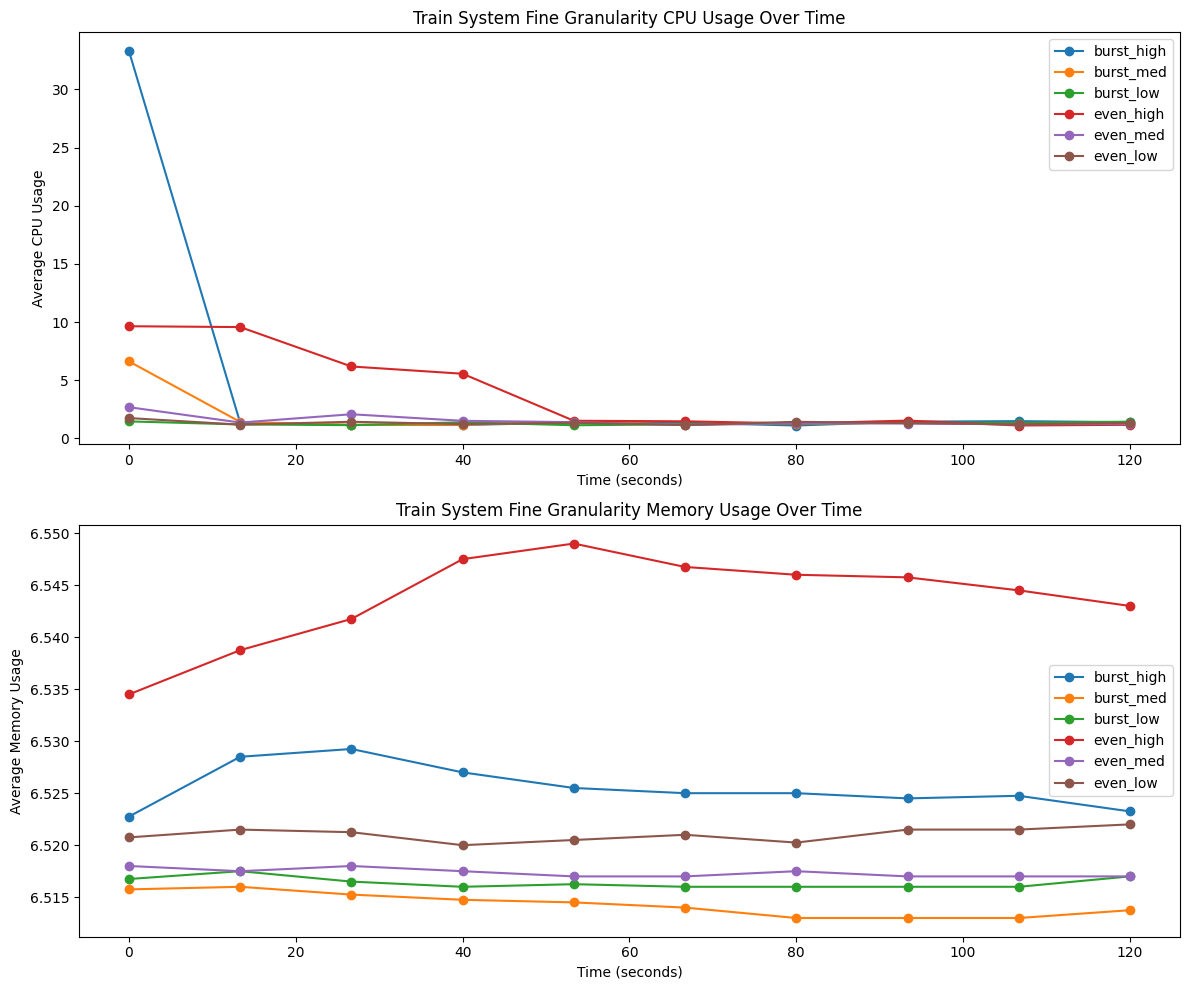 Train System Fine Granularity CPU Usage Over Time
Average CPU Usage
30
25
20
15
10
5
0
burst_high
burst_med
burst_low
even_high
even_med
even_low
0 20 40 60 80 100 120
Time (seconds)
Train System Fine Granularity Memory Usage Over Time
Average Memory Usage
6.550
6.545
6.540
6.535
6.530
6.525
6.520
6.515
burst_high
burst_med
burst_low
even_high
even_med
even_low
0 20 40 60 80 100 120
Time (seconds)